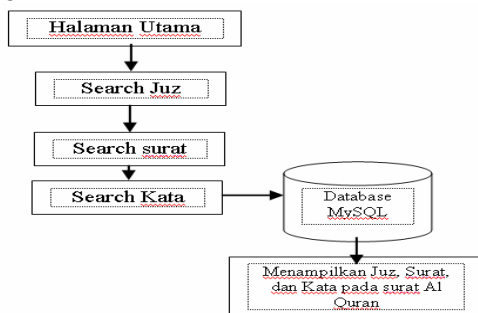 Halaman Utama
Search Juz
Search surat
Search Kata
Database
MySQL
Menampilkan Juz, Surat,
dan Kata pada surat Al
Quran